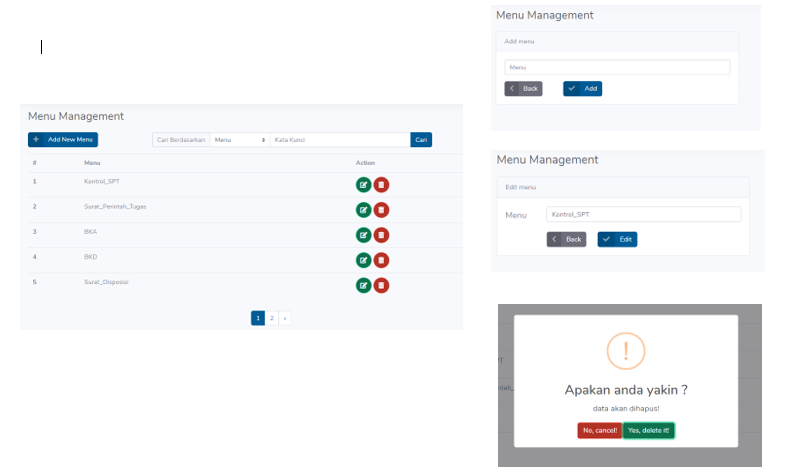 Menu Management
+ Add New Menu Cari Berdasarkan Menu Kata Kunci Cari
# Menu Action
1 Kontrol_SPT
2 Surat_Perintah_Tugas
3 BKA
4 BKD
5 Surat_Disposisi
1 2 ›
Menu Management
Add menu
Menu
Back Add
Menu Management
Edit menu
Menu Kontrol_SPT
Back Edit
Apakan anda yakin ?
data akan dihapus!
No, cancel! Yes, delete it!